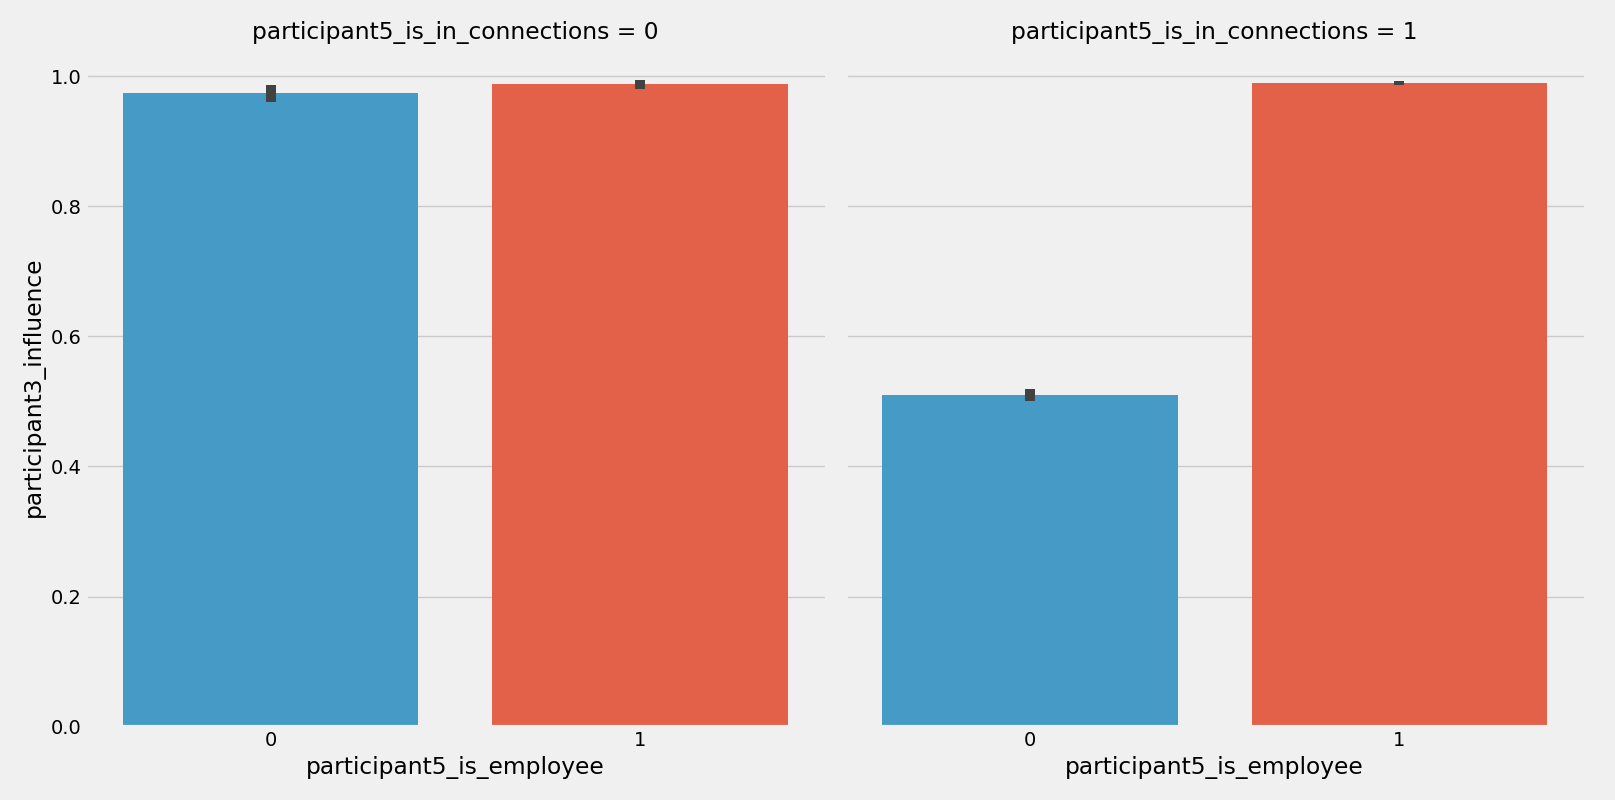 participant5_is_in_connections = 0
participant5_is_in_connections = 1
participant3_influence
1.0
0.8
0.6
0.4
0.2
0.0
0 1
0 1
participant5_is_employee
participant5_is_employee